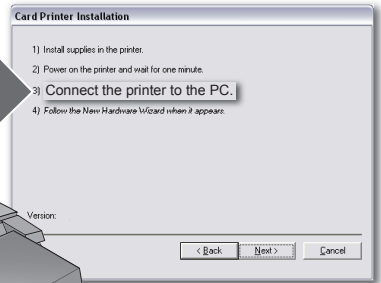 Card Printer Installation
1) Install supplies in the printer.
2) Power on the printer and wait for one minute.
3) Connect the printer to the PC.
4) Follow the New Hardware Wizard when it appears.
Version:
< Back Next > Cancel